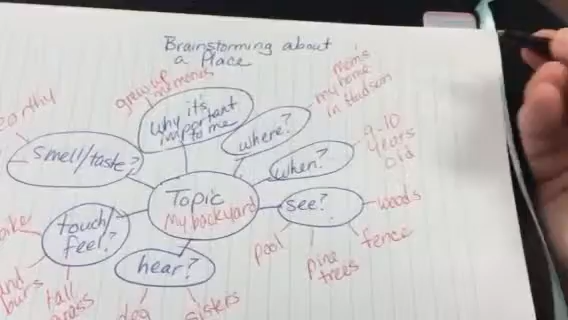 Brainstorming about
a Place
grew up
memories
why it's
important
to me
where?
mom's
my home
in Hudson
when?
9-10
years
old
earthy
smell/taste?
Topic
My backyard
see?
woods
fence
pine
trees
pool
touch/
feel?
tall
grass
hear?
dog
sisters